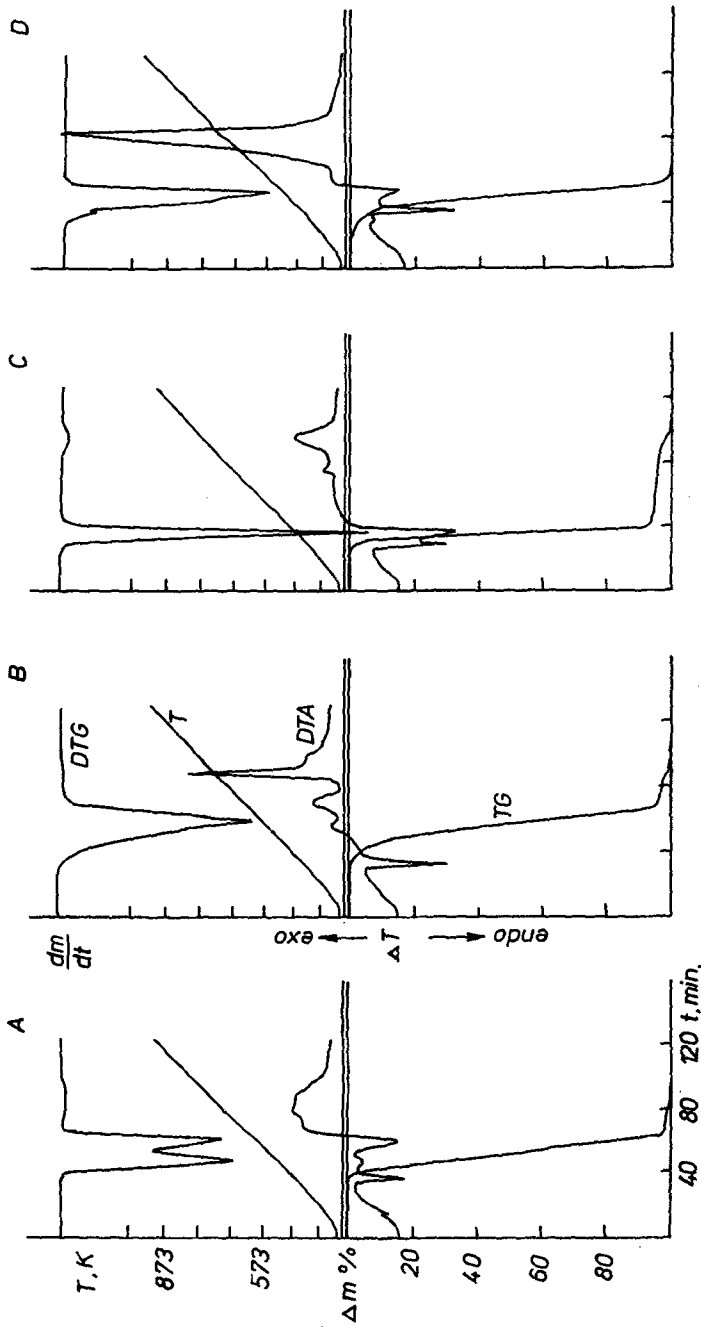 A
B
C
D
dm
dt
DTG
T
DTA
T, K
873
573
exo ← ΔT → endo
Δm %
20
40
60
80
TG
40 80 120 t, min.